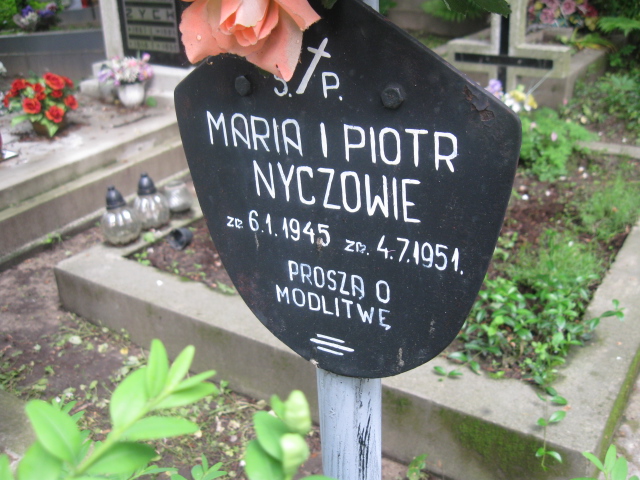 Ś. P.
MARIA I PIOTR
NYCZOWIE
zm. 6.1.1945 zm. 4.7.1951.
PROSZĄ O
MODLITWĘ